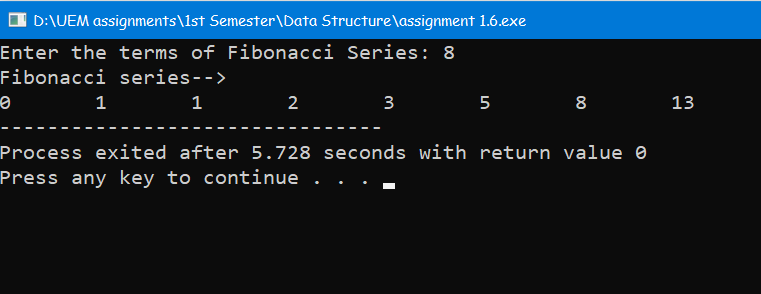 D:\UEM assignments\1st Semester\Data Structure\assignment 1.6.exe
Enter the terms of Fibonacci Series: 8
Fibonacci series-->
0 1 1 2 3 5 8 13
--------------------------------
Process exited after 5.728 seconds with return value 0
Press any key to continue . . .